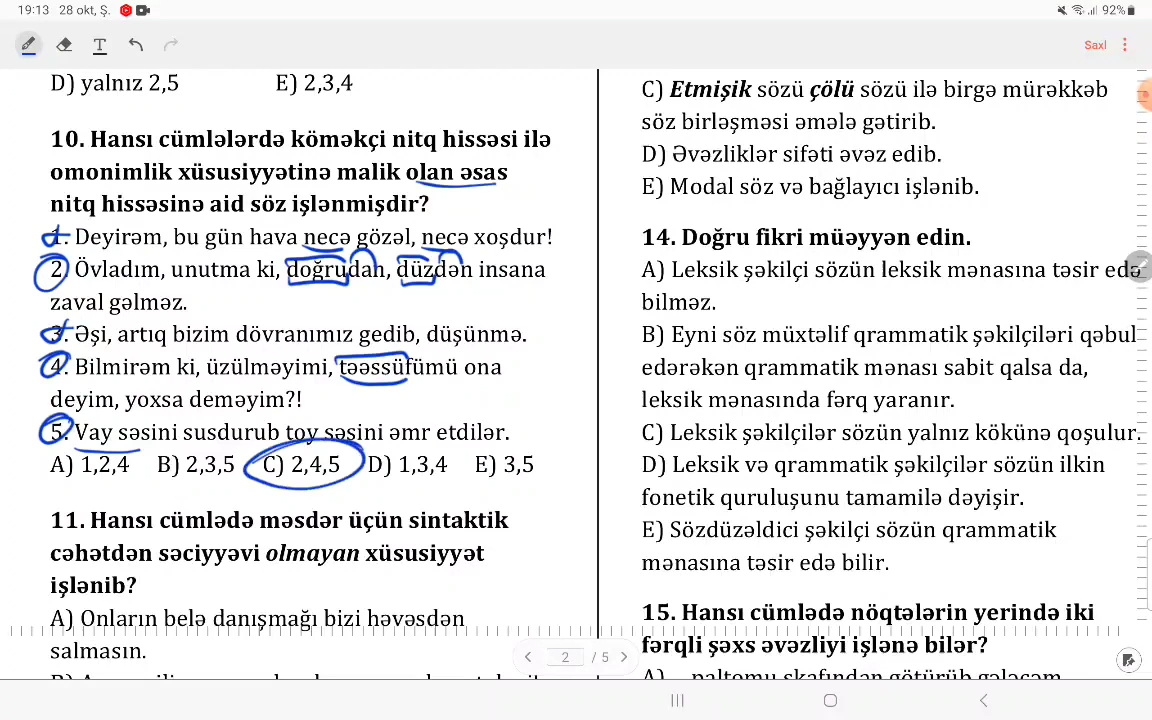 19:13 28 okt, Ş.
92%
Saxl
D) yalnız 2,5 E) 2,3,4
10. Hansı cümlələrdə köməkçi nitq hissəsi ilə
omonimlik xüsusiyyətinə malik olan əsas
nitq hissəsinə aid söz işlənmişdir?
1. Deyirəm, bu gün hava necə gözəl, necə xoşdur!
2. Övladım, unutma ki, doğrudan, düzdən insana
zaval gəlməz.
3. Əşi, artıq bizim dövranımız gedib, düşünmə.
4. Bilmirəm ki, üzülməyimi, təəssüfümü ona
deyim, yoxsa deməyim?!
5. Vay səsini susdurub toy səsini əmr etdilər.
A) 1,2,4 B) 2,3,5 C) 2,4,5 D) 1,3,4 E) 3,5
11. Hansı cümlədə məsdər üçün sintaktik
cəhətdən səciyyəvi olmayan xüsusiyyət
işlənib?
A) Onların belə danışmağı bizi həvəsdən
salmasın.
C) Etmişik sözü çölü sözü ilə birgə mürəkkəb
söz birləşməsi əmələ gətirib.
D) Əvəzliklər sifəti əvəz edib.
E) Modal söz və bağlayıcı işlənib.
14. Doğru fikri müəyyən edin.
A) Leksik şəkilçi sözün leksik mənasına təsir edə
bilməz.
B) Eyni söz müxtəlif qrammatik şəkilçiləri qəbul
edərəkən qrammatik mənası sabit qalsa da,
leksik mənasında fərq yaranır.
C) Leksik şəkilçilər sözün yalnız kökünə qoşulur.
D) Leksik və qrammatik şəkilçilər sözün ilkin
fonetik quruluşunu tamamilə dəyişir.
E) Sözdüzəldici şəkilçi sözün qrammatik
mənasına təsir edə bilir.
15. Hansı cümlədə nöqtələrin yerində iki
fərqli şəxs əvəzliyi işlənə bilər?
2 / 5